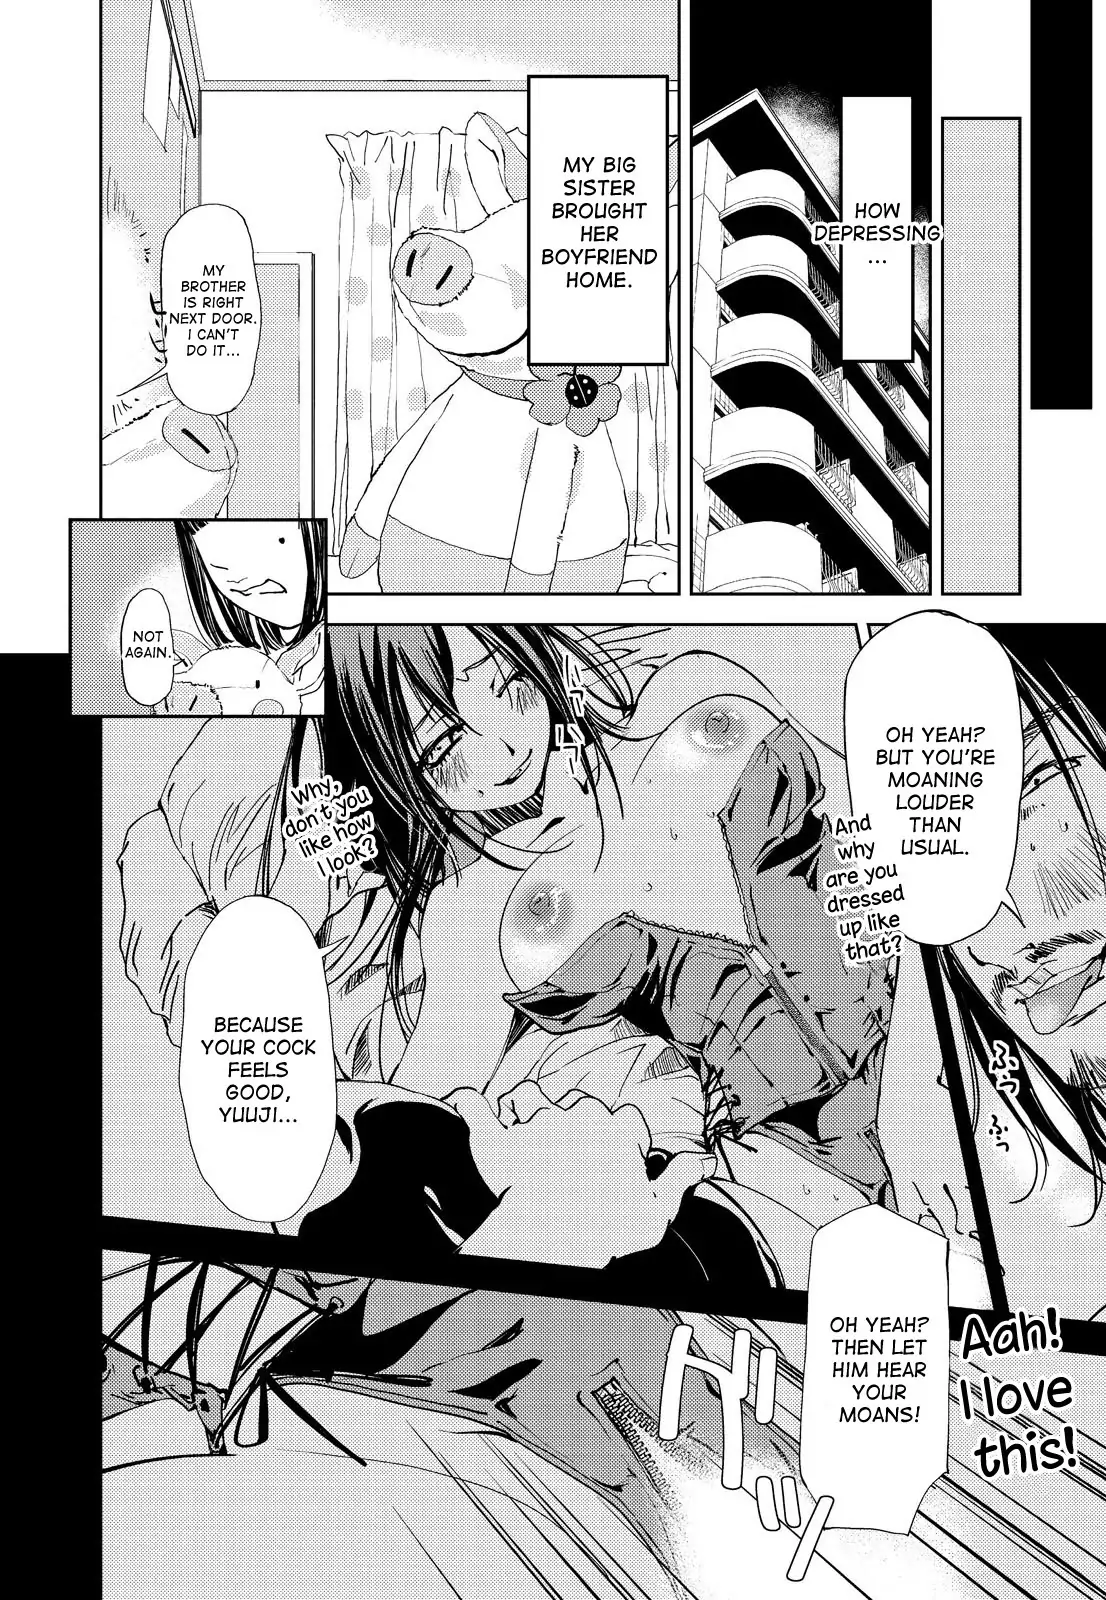 HOW
DEPRESSING
...
MY BIG
SISTER
BROUGHT
HER
BOYFRIEND
HOME.
MY
BROTHER
IS RIGHT
NEXT DOOR.
I CAN'T
DO IT...
NOT
AGAIN.
OH YEAH?
BUT YOU'RE
MOANING
LOUDER
THAN
USUAL.
And
why
are you
dressed
up like
that?
Why,
don't you
like how
I look?
BECAUSE
YOUR COCK
FEELS
GOOD,
YUUJI...
OH YEAH?
THEN LET
HIM HEAR
YOUR
MOANS!
Aah!
I love
this!